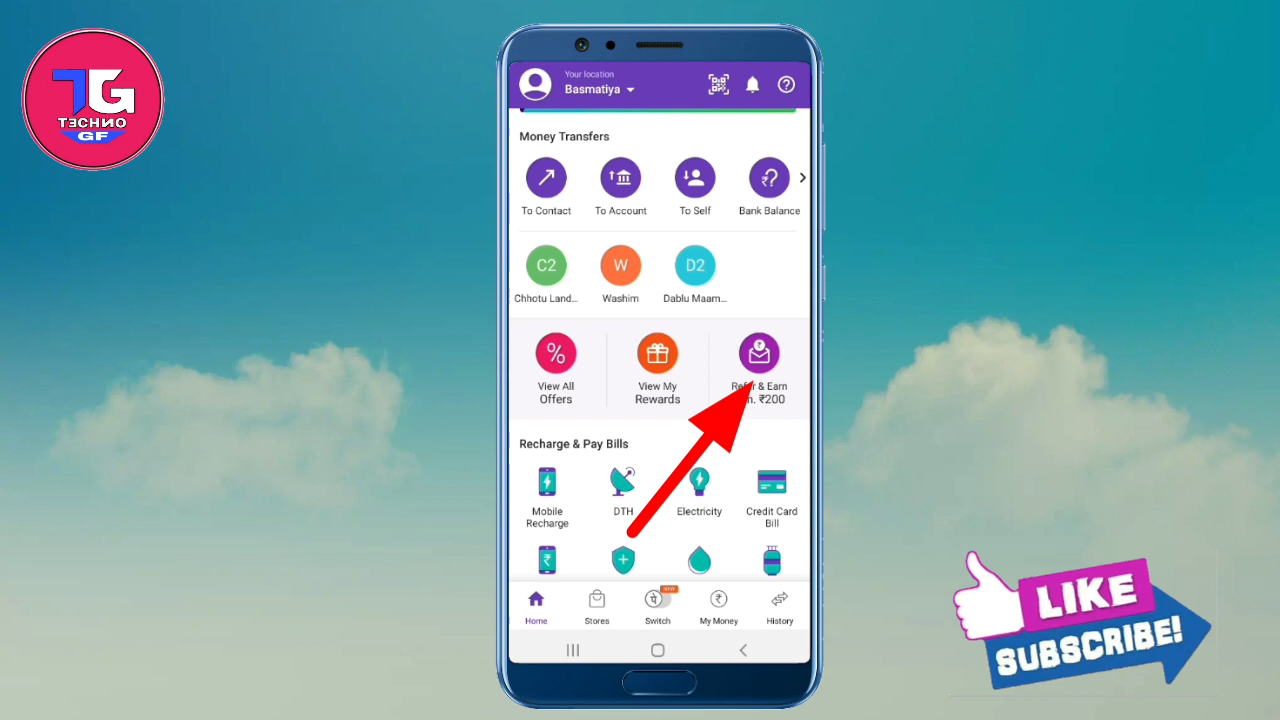 TG
TECHNO
GF
Your location
Basmatiya
Money Transfers
To Contact
To Account
To Self
Bank Balance
C2
W
D2
Chhotu Land...
Washim
Dablu Maam...
View All
Offers
View My
Rewards
Refer & Earn
₹200
Recharge & Pay Bills
Mobile
Recharge
DTH
Electricity
Credit Card
Bill
Home
Stores
Switch
My Money
History
LIKE
SUBSCRIBE!